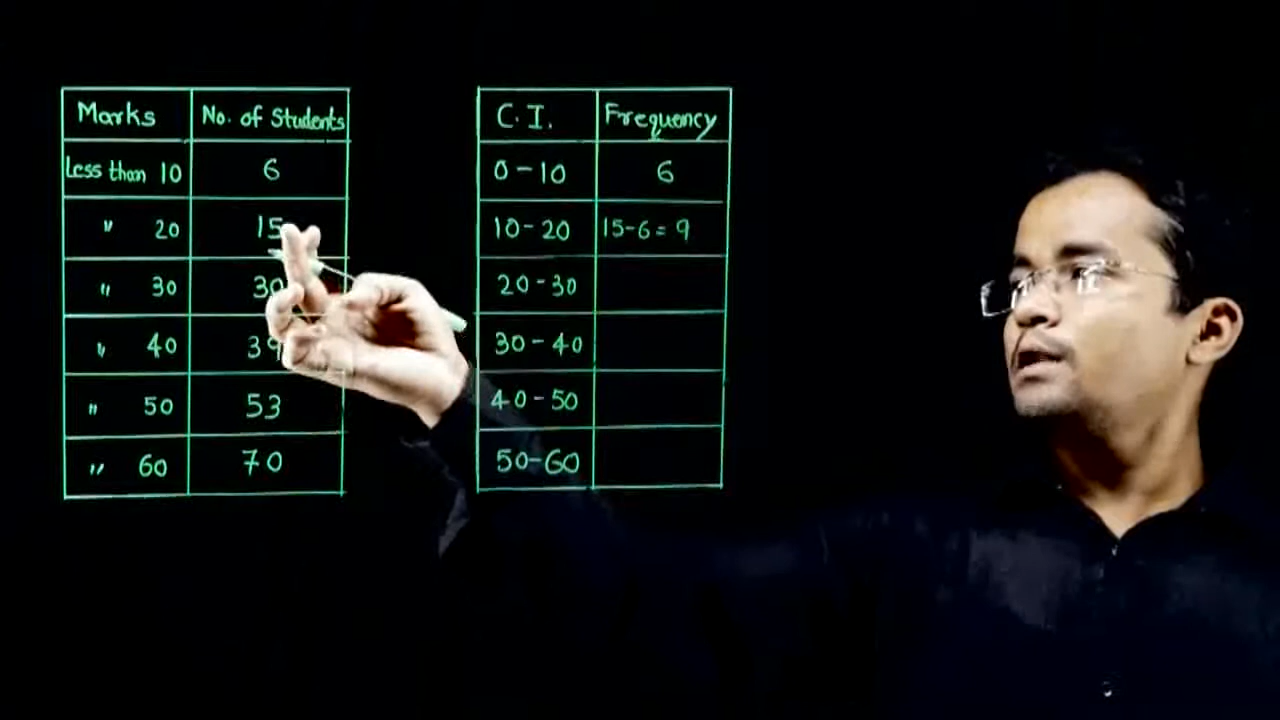 Marks No. of Students
Less than 10 6
" 20 15
" 30 30
" 40 39
" 50 53
" 60 70
C.I. Frequency
0-10 6
10-20 15-6=9
20-30
30-40
40-50
50-60